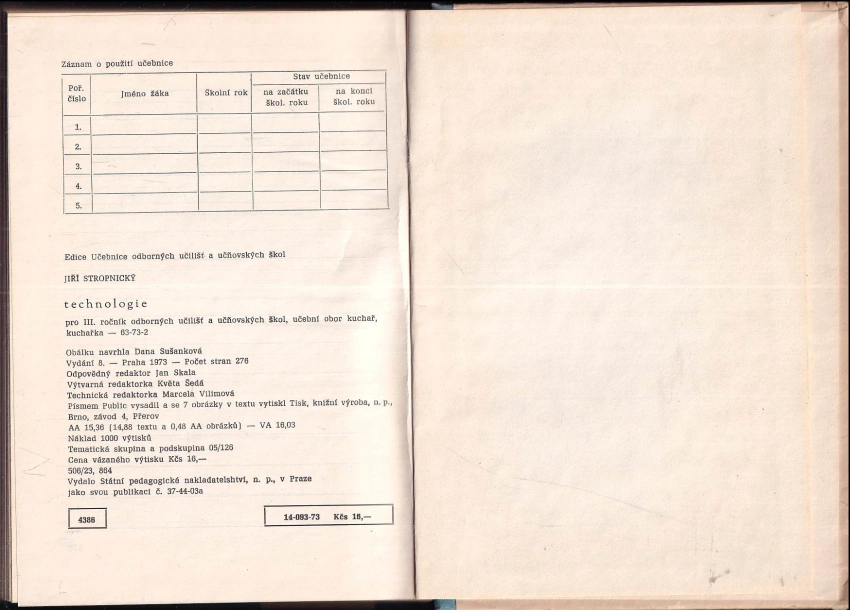 Záznam o použití učebnice
Poř. číslo
Jméno žáka
Školní rok
Stav učebnice
na začátku škol. roku
na konci škol. roku
1.
2.
3.
4.
5.
Edice Učebnice odborných učilišť a učňovských škol
JIŘÍ STROPNICKÝ
technologie
pro III. ročník odborných učilišť a učňovských škol, učební obor kuchař,
kuchařka — 63-73-2
Obálku navrhla Dana Sušanková
Vydání 8. — Praha 1973 — Počet stran 276
Odpovědný redaktor Jan Skala
Výtvarná redaktorka Květa Šedá
Technická redaktorka Marcela Vilímová
Písmem Public vysadil a se 7 obrázky v textu vytiskl Tisk, knižní výroba, n. p.,
Brno, závod 4, Přerov
AA 15,36 (14,88 textu a 0,48 AA obrázků) — VA 16,03
Náklad 1000 výtisků
Tematická skupina a podskupina 05/126
Cena vázaného výtisku Kčs 16,—
506/23, 864
Vydalo Státní pedagogické nakladatelství, n. p., v Praze
jako svou publikaci č. 37-44-03a
4386
14-093-73 Kčs 16,—